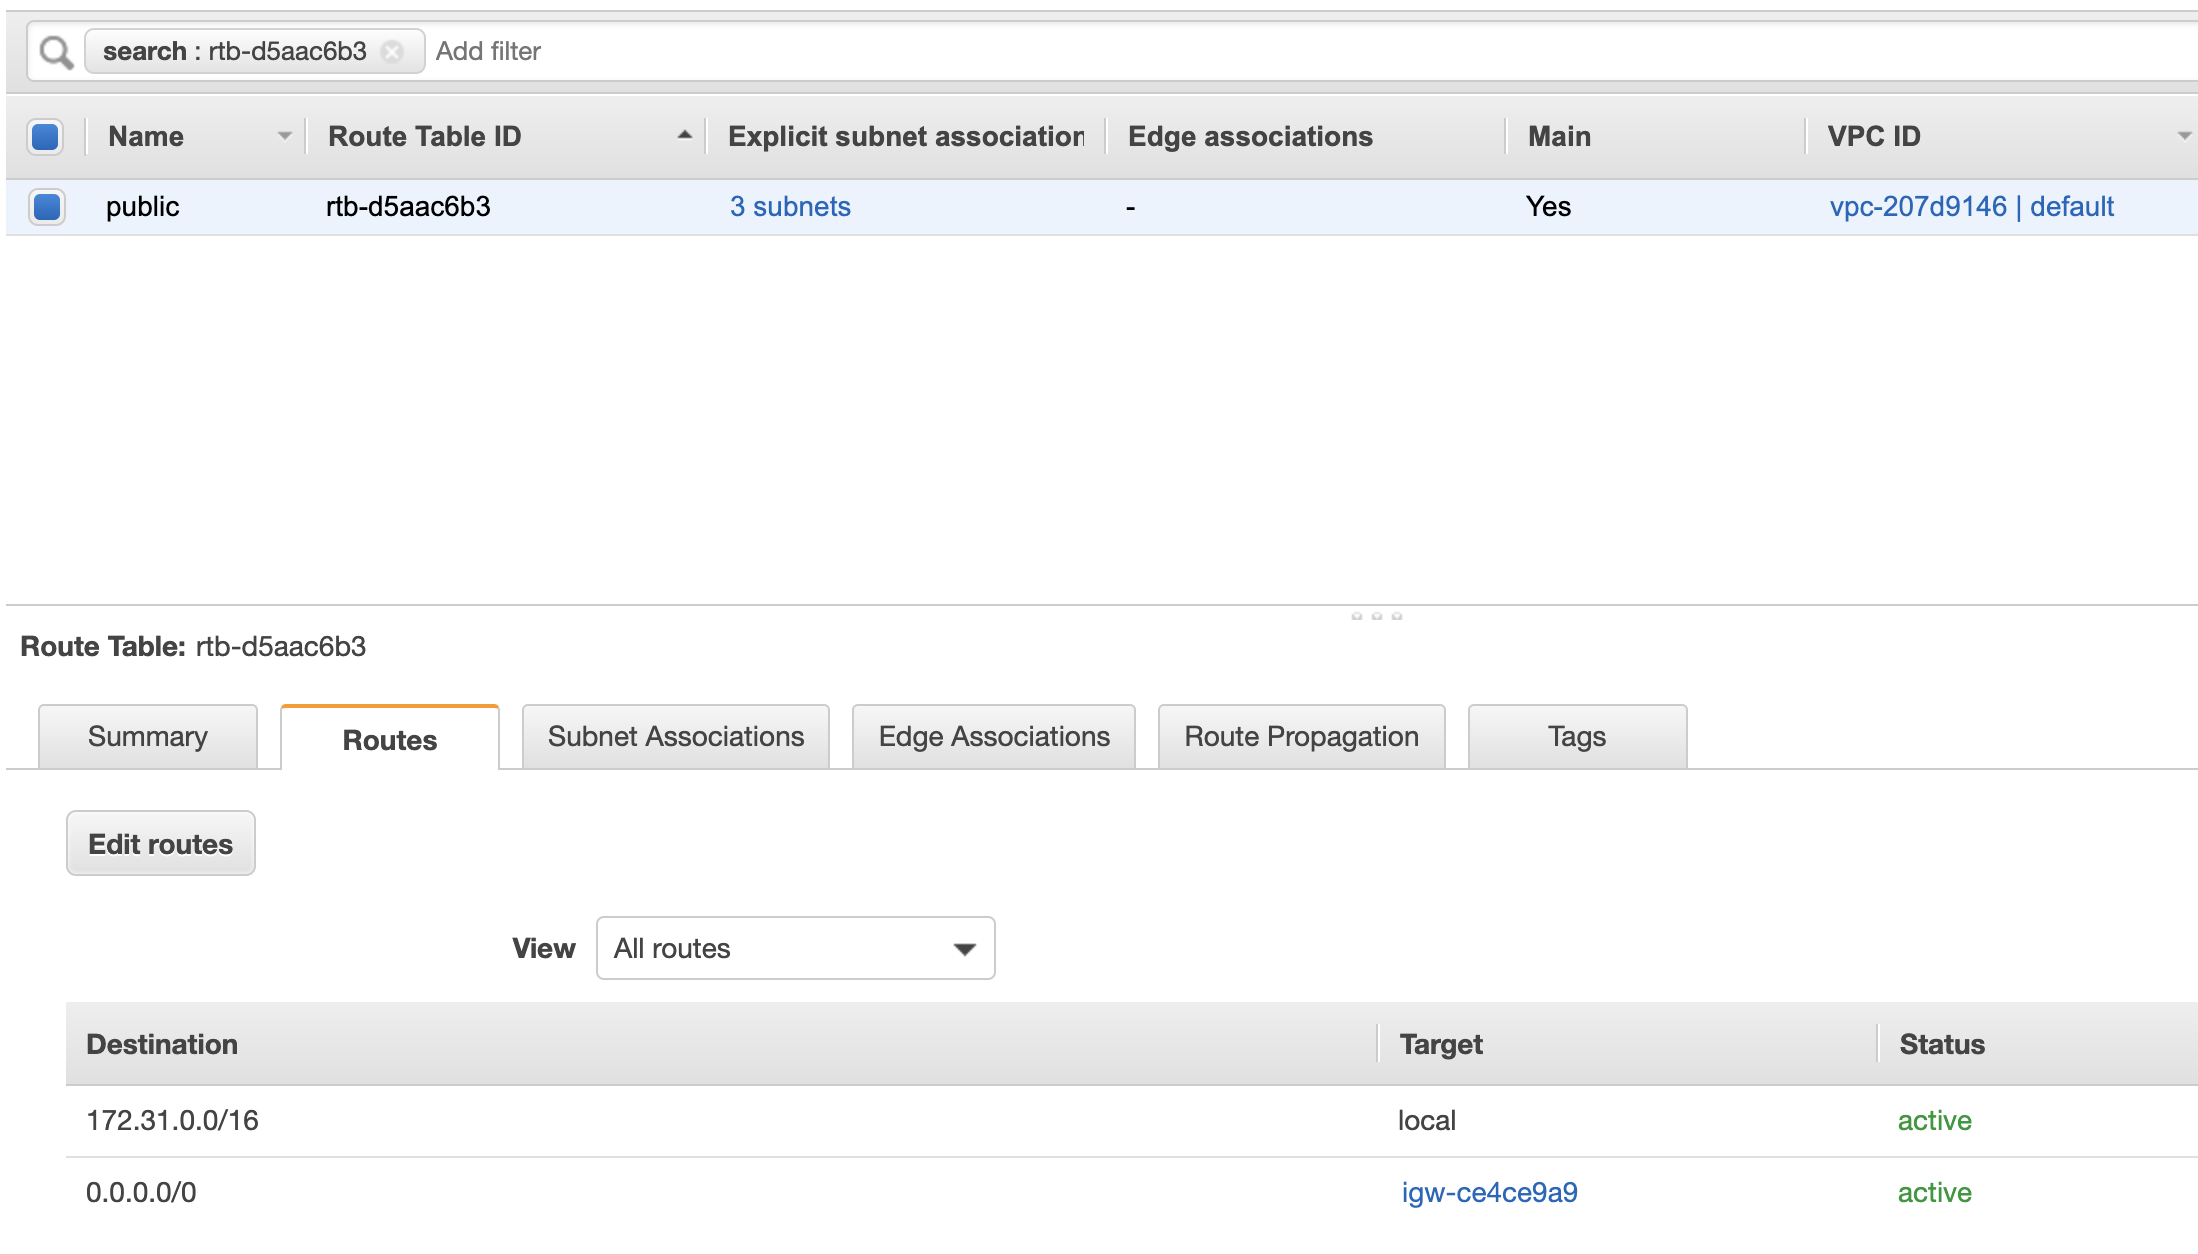 search : rtb-d5aac6b3 Add filter
Name Route Table ID Explicit subnet association Edge associations Main VPC ID
public rtb-d5aac6b3 3 subnets - Yes vpc-207d9146 | default
Route Table: rtb-d5aac6b3
Summary Routes Subnet Associations Edge Associations Route Propagation Tags
Edit routes
View All routes
Destination Target Status
172.31.0.0/16 local active
0.0.0.0/0 igw-ce4ce9a9 active